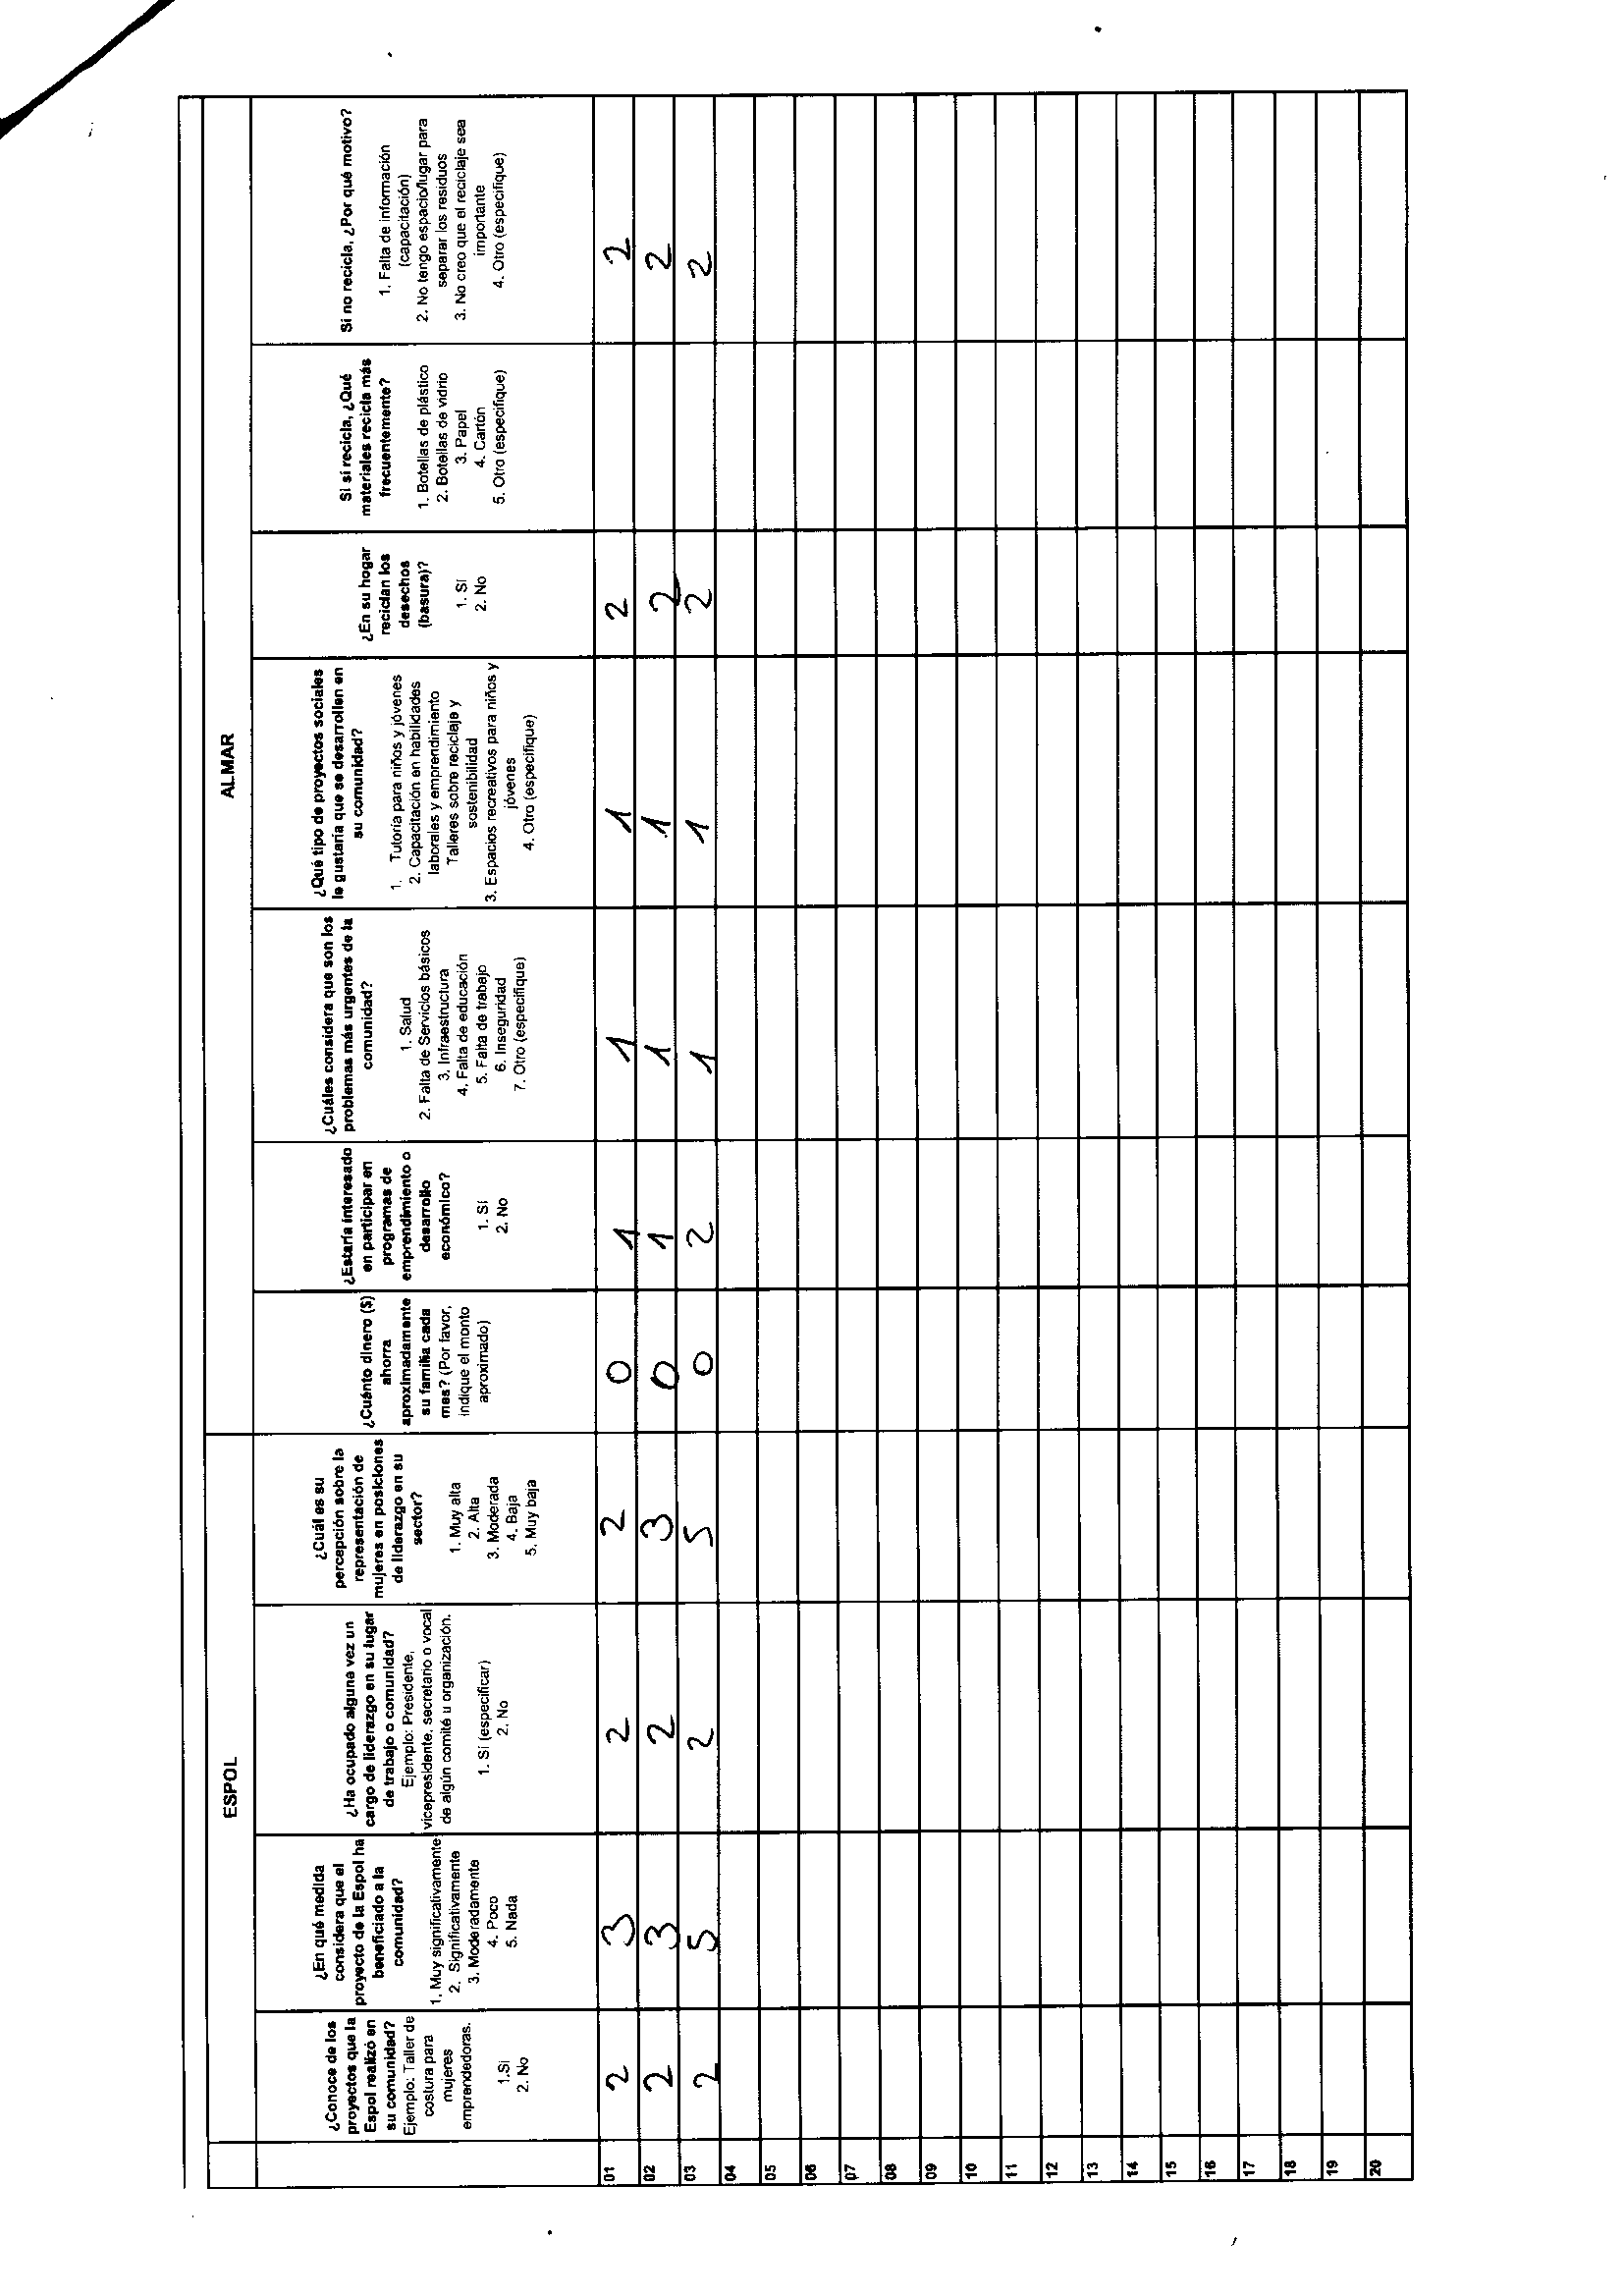 ESPOL
ALMAR
¿Conoce de los
proyectos que la
Espol realizó en
su comunidad?
Ejemplo: Taller de
costura para
mujeres
emprendedoras.
1.Si
2. No
¿En qué medida
considera que el
proyecto de la Espol ha
beneficiado a la
comunidad?
1. Muy significativamente
2. Significativamente
3. Moderadamente
4. Poco
5. Nada
¿Ha ocupado alguna vez un
cargo de liderazgo en su lugar
de trabajo o comunidad?
Ejemplo: Presidente,
vicepresidente, secretario o vocal
de algún comité u organización.
1. Sí (especificar)
2. No
¿Cuál es su
percepción sobre la
representación de
mujeres en posiciones
de liderazgo en su
sector?
1. Muy alta
2. Alta
3. Moderada
4. Baja
5. Muy baja
¿Cuánto dinero ($)
ahorra
aproximadamente
su familia cada
mes? (Por favor,
indique el monto
aproximado)
¿Estaría interesado
en participar en
programas de
emprendimiento o
desarrollo
económico?
1. Sí
2. No
¿Cuáles considera que son los
problemas más urgentes de la
comunidad?
1. Salud
2. Falta de Servicios básicos
3. Infraestructura
4. Falta de educación
5. Falta de trabajo
6. Inseguridad
7. Otro (especifique)
¿Qué tipo de proyectos sociales
le gustaría que se desarrollen en
su comunidad?
1. Tutoría para niños y jóvenes
2. Capacitación en habilidades
laborales y emprendimiento
Talleres sobre reciclaje y
sostenibilidad
3. Espacios recreativos para niños y
jóvenes
4. Otro (especifique)
¿En su hogar
reciclan los
desechos
(basura)?
1. Sí
2. No
Si sí recicla, ¿Qué
materiales recicla más
frecuentemente?
1. Botellas de plástico
2. Botellas de vidrio
3. Papel
4. Cartón
5. Otro (especifique)
Si no recicla, ¿Por qué motivo?
1. Falta de información
(capacitación)
2. No tengo espacio/lugar para
separar los residuos
3. No creo que el reciclaje sea
importante
4. Otro (especifique)
01 2 3 2 2 0 1 1 1 2 2
02 2 3 2 3 0 1 1 1 2 2
03 2 5 2 5 0 2 1 1 2 2
04
05
06
07
08
09
10
11
12
13
14
15
16
17
18
19
20